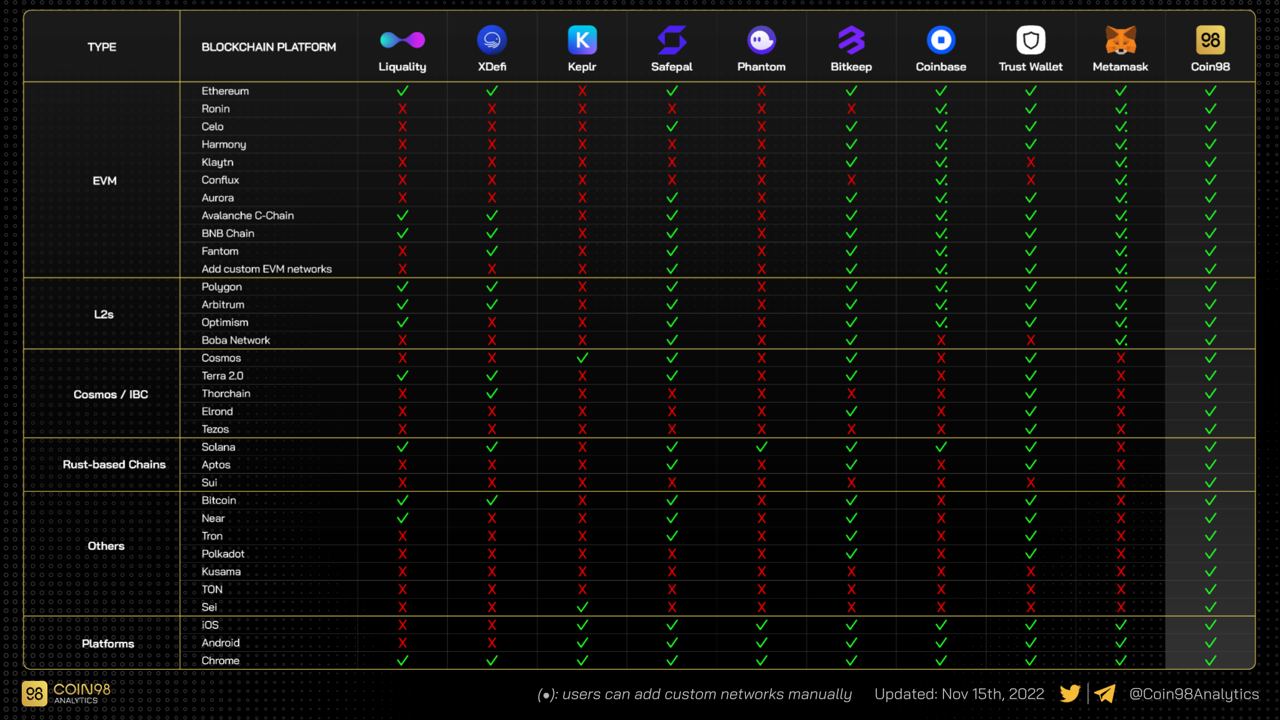 TYPE BLOCKCHAIN PLATFORM Liquality XDefi Keplr Safepal Phantom Bitkeep Coinbase Trust Wallet Metamask Coin98
EVM
Ethereum
Ronin
Celo
Harmony
Klaytn
Conflux
Aurora
Avalanche C-Chain
BNB Chain
Fantom
Add custom EVM networks
L2s
Polygon
Arbitrum
Optimism
Boba Network
Cosmos / IBC
Cosmos
Terra 2.0
Thorchain
Elrond
Tezos
Rust-based Chains
Solana
Aptos
Sui
Others
Bitcoin
Near
Tron
Polkadot
Kusama
TON
Sei
Platforms
iOS
Android
Chrome
98 COIN98
ANALYTICS
(●): users can add custom networks manually Updated: Nov 15th, 2022 @Coin98Analytics